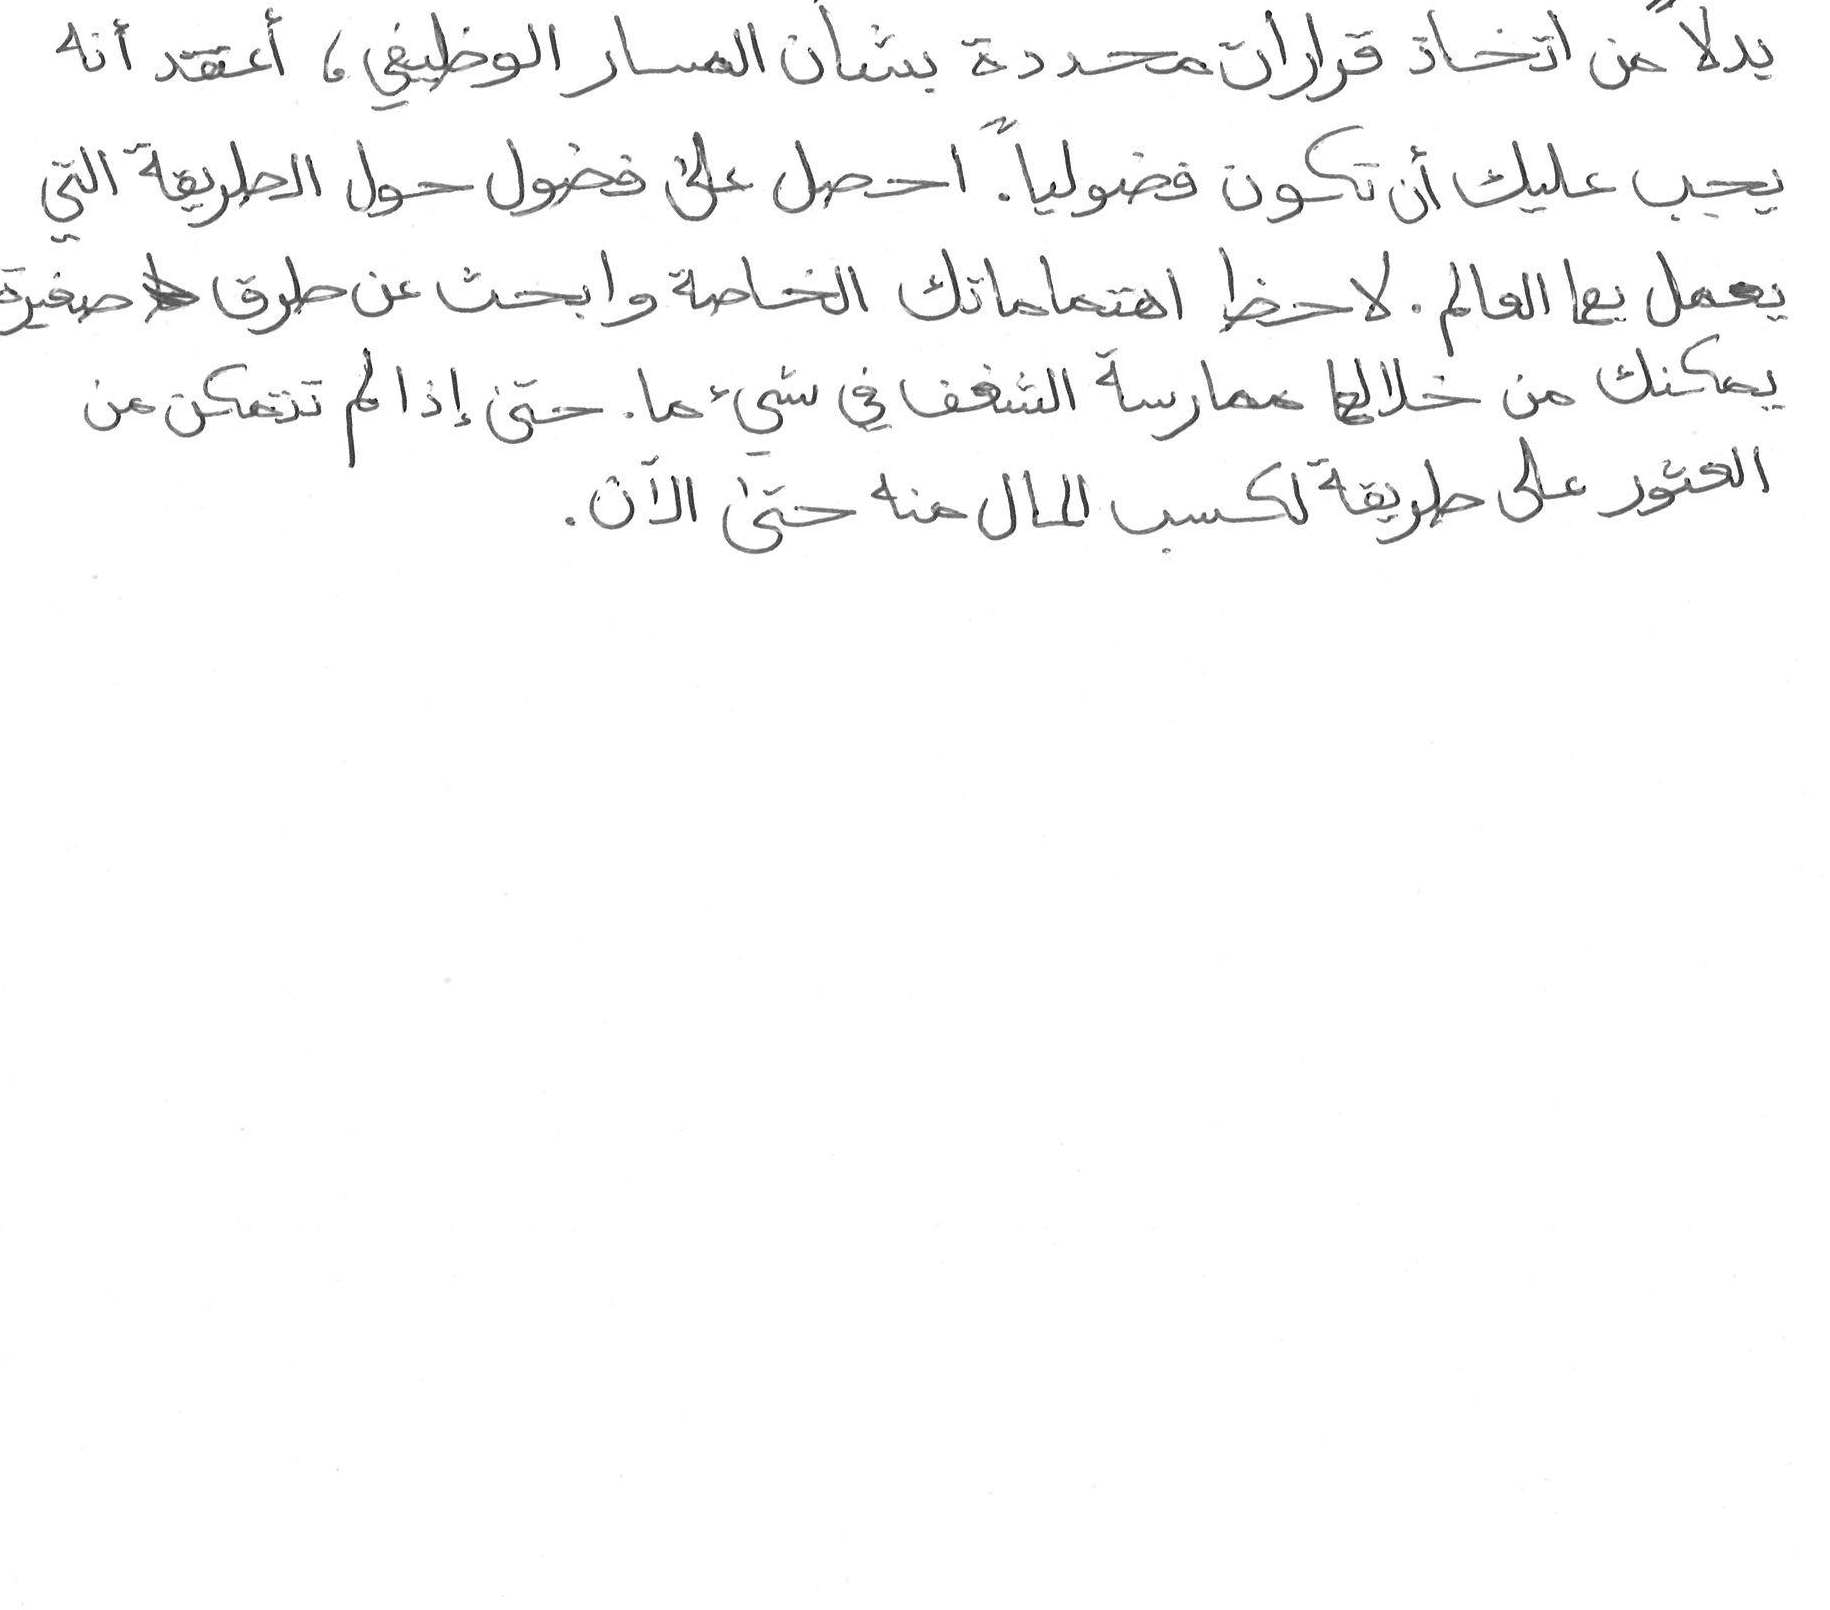 بدلاً من اتخاذ قرارات محددة بشأن المسار الوظيفي، أعتقد أنه
يجب عليك أن تكون فضولياً. احصل على فضول حول الطريقة التي
يعمل بها العالم. لاحظ اهتماماتك الخاصة وابحث عن طرق صغيرة
يمكنك من خلالها ممارسة الشغف في شيء ما. حتى إذا لم تتمكن من
العثور على طريقة لكسب المال منه حتى الآن.